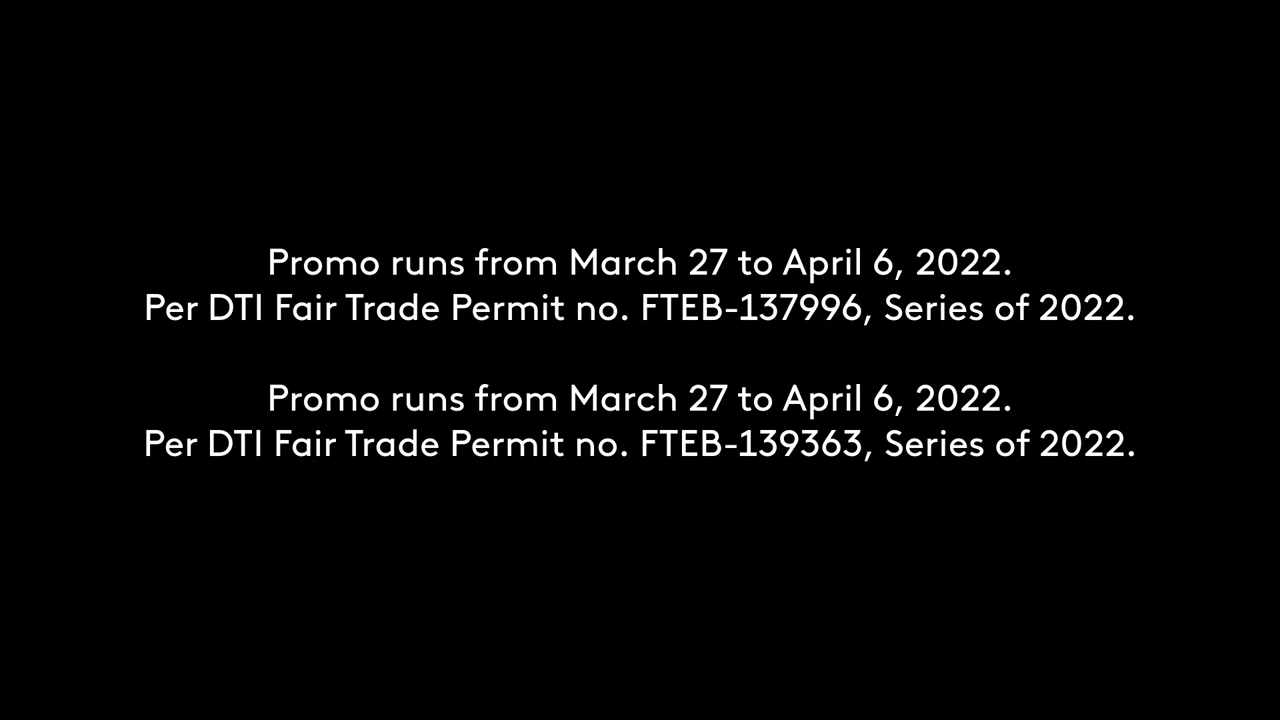 Promo runs from March 27 to April 6, 2022.
Per DTI Fair Trade Permit no. FTEB-137996, Series of 2022.
Promo runs from March 27 to April 6, 2022.
Per DTI Fair Trade Permit no. FTEB-139363, Series of 2022.